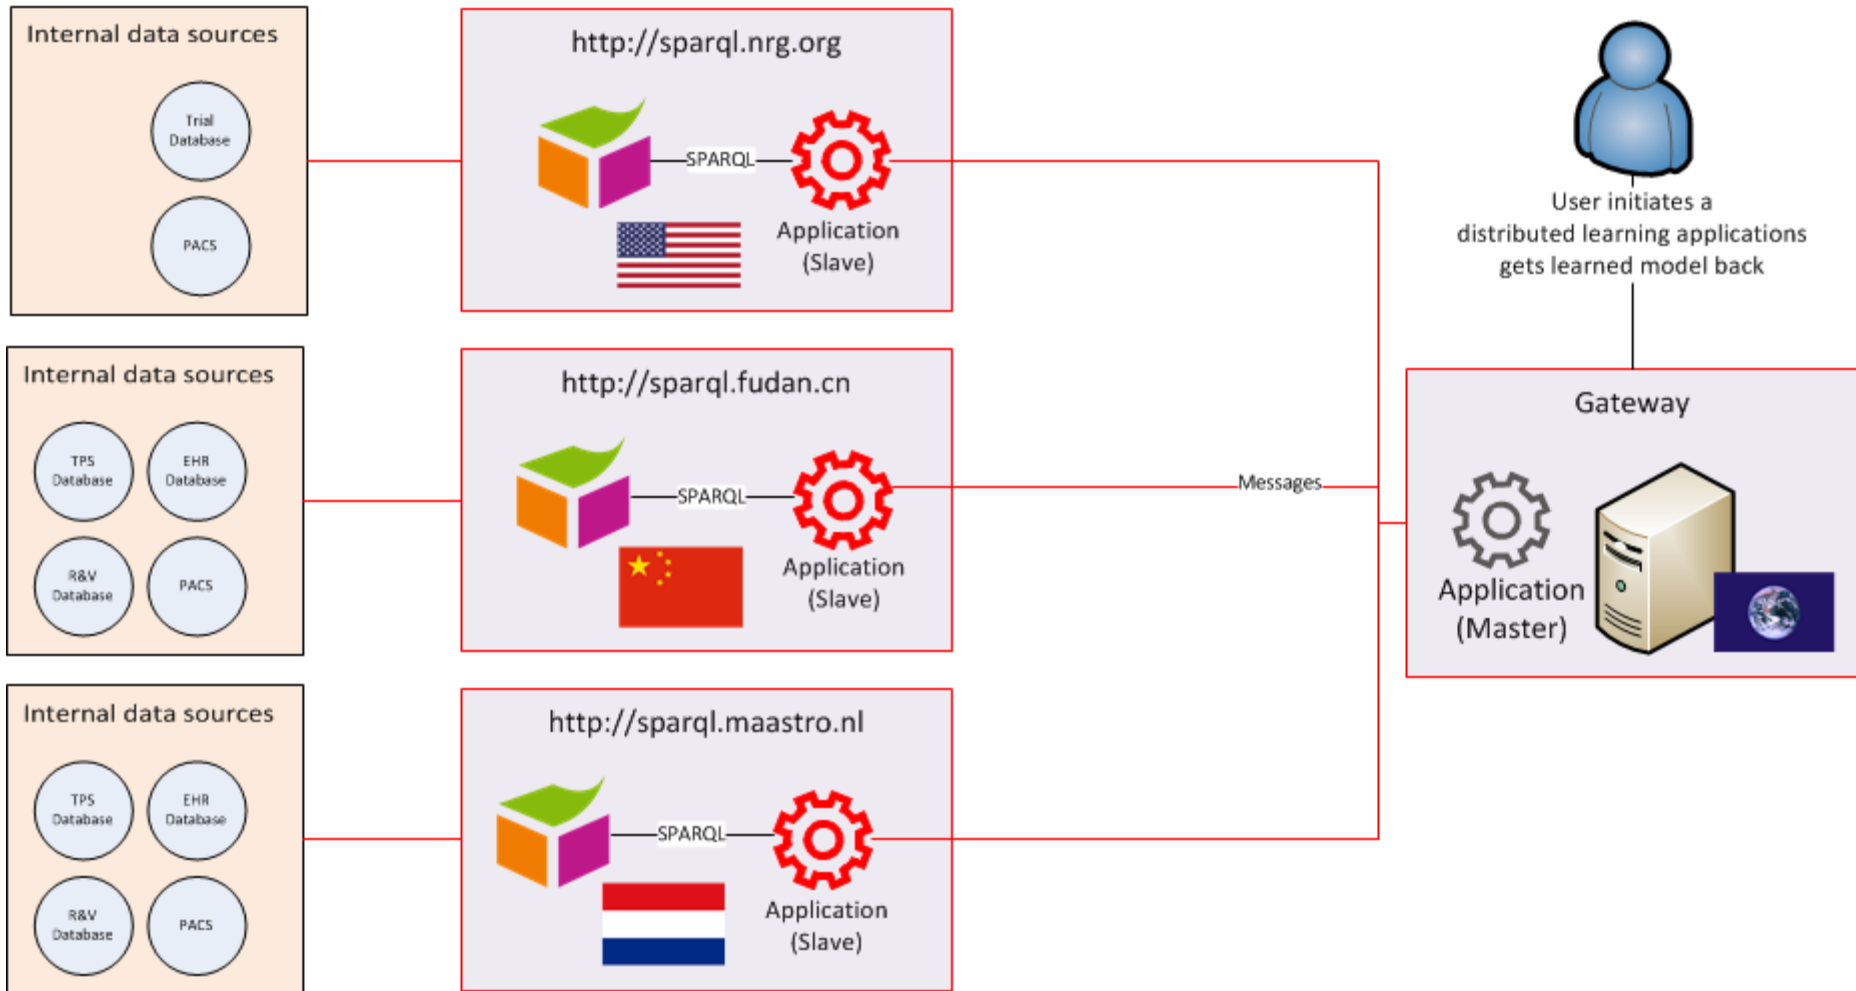 Internal data sources
Trial
Database
PACS
http://sparql.nrg.org
SPARQL
Application
(Slave)
User initiates a
distributed learning applications
gets learned model back
Internal data sources
TPS
Database
EHR
Database
R&V
Database
PACS
http://sparql.fudan.cn
SPARQL
Application
(Slave)
Messages
Gateway
Application
(Master)
Internal data sources
TPS
Database
EHR
Database
R&V
Database
PACS
http://sparql.maastro.nl
SPARQL
Application
(Slave)